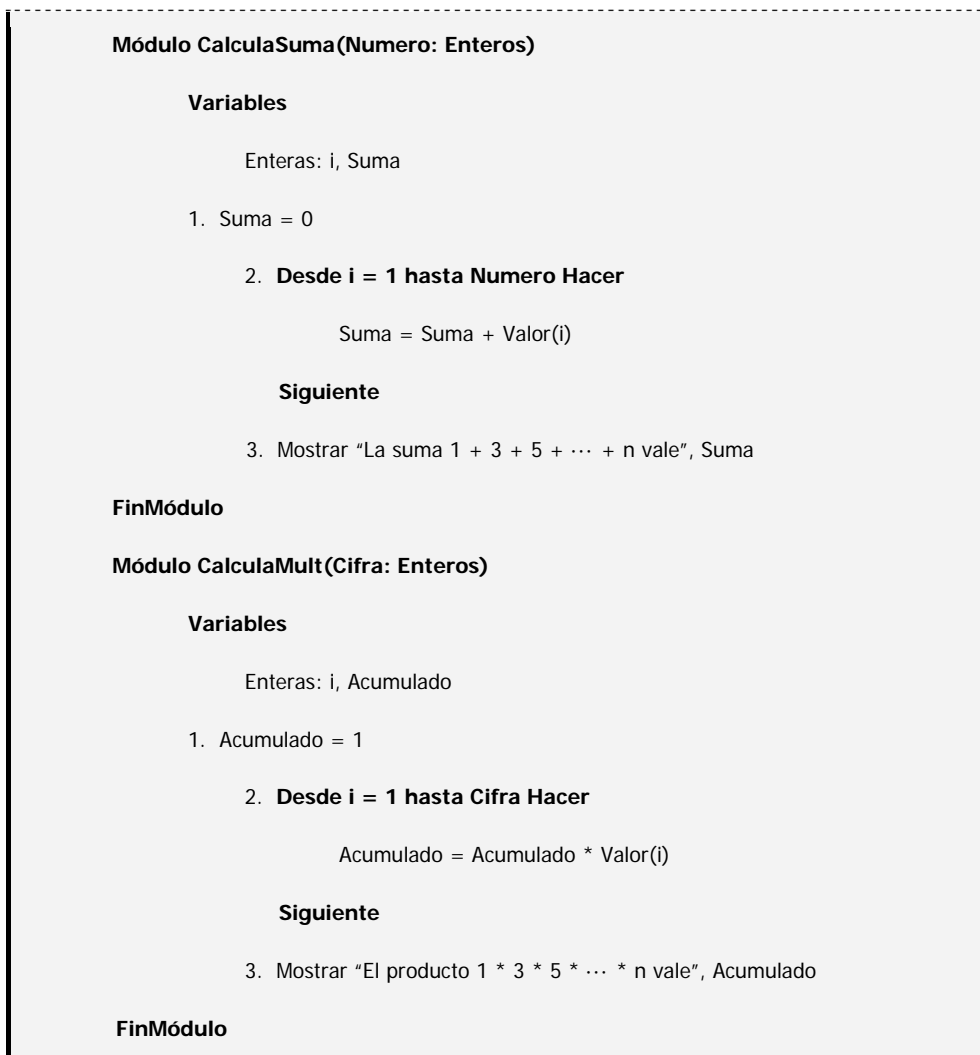 Módulo CalculaSuma(Numero: Enteros)
Variables
Enteras: i, Suma
1. Suma = 0
2. Desde i = 1 hasta Numero Hacer
Suma = Suma + Valor(i)
Siguiente
3. Mostrar “La suma 1 + 3 + 5 + ··· + n vale”, Suma
FinMódulo
Módulo CalculaMult(Cifra: Enteros)
Variables
Enteras: i, Acumulado
1. Acumulado = 1
2. Desde i = 1 hasta Cifra Hacer
Acumulado = Acumulado * Valor(i)
Siguiente
3. Mostrar “El producto 1 * 3 * 5 * ··· * n vale”, Acumulado
FinMódulo